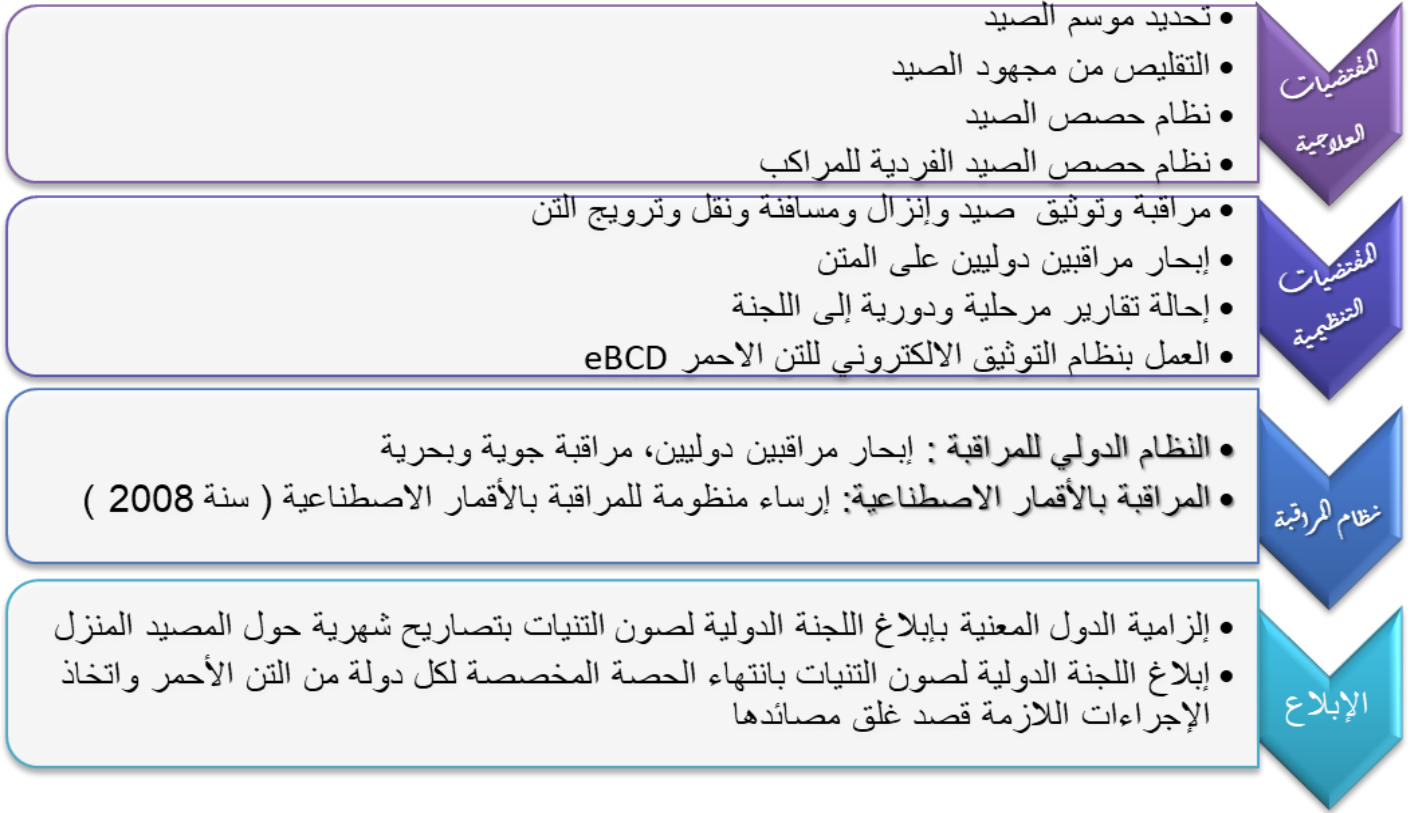 المقتضيات
العلاجية
• تحديد موسم الصيد
• التقليص من مجهود الصيد
• نظام حصص الصيد
• نظام حصص الصيد الفردية للمراكب
المقتضيات
التنظيمية
• مراقبة وتوثيق صيد وإنزال ومسافنة ونقل وترويج التن
• إبحار مراقبين دوليين على المتن
• إحالة تقارير مرحلية ودورية إلى اللجنة
• العمل بنظام التوثيق الالكتروني للتن الاحمر eBCD
نظام المراقبة
• النظام الدولي للمراقبة : إبحار مراقبين دوليين، مراقبة جوية وبحرية
• المراقبة بالأقمار الاصطناعية: إرساء منظومة للمراقبة بالأقمار الاصطناعية ( سنة 2008 )
الإبلاع
• إلزامية الدول المعنية بإبلاغ اللجنة الدولية لصون التنيات بتصاريح شهرية حول المصيد المنزل
• إبلاغ اللجنة الدولية لصون التنيات بانتهاء الحصة المخصصة لكل دولة من التن الأحمر واتخاذ
الإجراءات اللازمة قصد غلق مصائدها